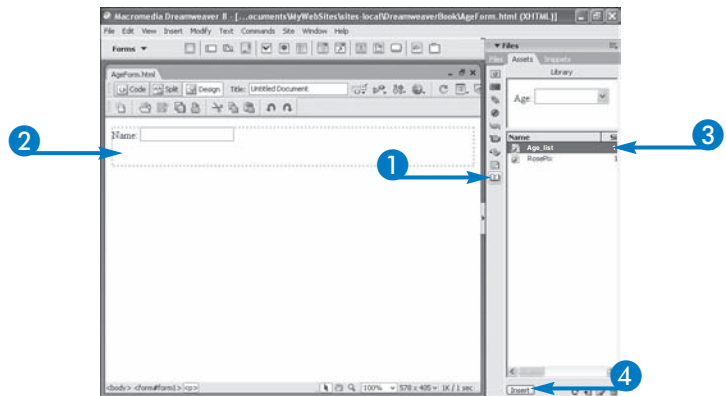 Macromedia Dreamweaver 8 - [...ocuments\MyWebSites\sites-local\DreamweaverBook\AgeForm.html (XHTML)]
File Edit View Insert Modify Text Commands Site Window Help
Forms
Files
Files Assets Snippets
AgeForm.html
Library
Code Split Design Title: Untitled Document
Age:
Name:
Name
2
1
3
Age_list
RosePix
4
<body> <form#form1> <p>
100% 578 x 405 1K / 1 sec
Insert